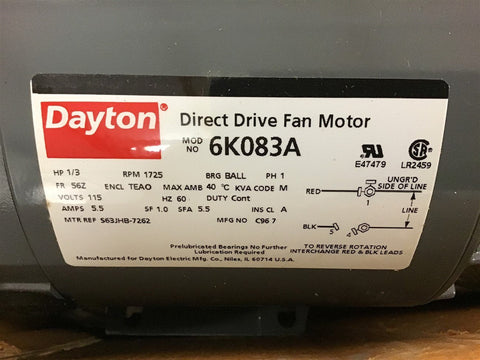 Dayton® Direct Drive Fan Motor
MOD NO 6K083A
E47479 LR2459
HP 1/3 RPM 1725 BRG BALL PH 1
FR 56Z ENCL TEAO MAX AMB 40 °C KVA CODE M
VOLTS 115 HZ 60 DUTY Cont
AMPS 5.5 SF 1.0 SFA 5.5 INS CL A
MTR REF S63JHB-7262 MFG NO C96 7
UNGR'D
SIDE OF LINE
RED
1
LINE
BLK 5
Prelubricated Bearings No Further
Lubrication Required
TO REVERSE ROTATION
INTERCHANGE RED & BLK LEADS
Manufactured for Dayton Electric Mfg. Co., Niles, IL 60714 U.S.A.